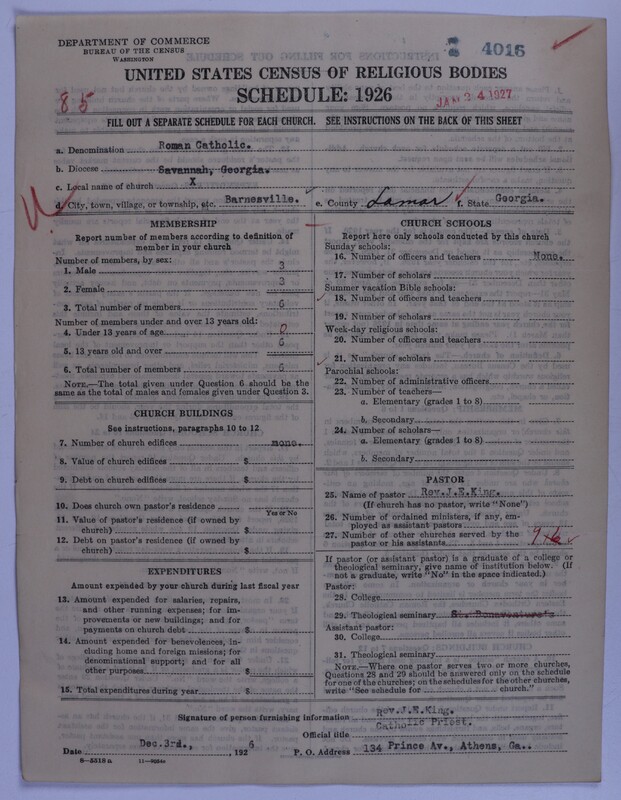 DEPARTMENT OF COMMERCE
BUREAU OF THE CENSUS
WASHINGTON
4016
UNITED STATES CENSUS OF RELIGIOUS BODIES
SCHEDULE: 1926
85
JAN 24 1927
FILL OUT A SEPARATE SCHEDULE FOR EACH CHURCH. SEE INSTRUCTIONS ON THE BACK OF THIS SHEET
a. Denomination Roman Catholic.
b. Diocese Savannah, Georgia.
c. Local name of church X
d. City, town, village, or township, etc. Barnesville. e. County Lamar f. State Georgia.
MEMBERSHIP
Report number of members according to definition of member in your church
Number of members, by sex:
1. Male 3
2. Female 3
3. Total number of members 6
Number of members under and over 13 years old:
4. Under 13 years of age 0
5. 13 years old and over 6
6. Total number of members 6
NOTE.—The total given under Question 6 should be the same as the total of males and females given under Question 3.
CHURCH BUILDINGS
See instructions, paragraphs 10 to 12
7. Number of church edifices none.
8. Value of church edifices $
9. Debt on church edifices $
10. Does church own pastor's residence
Yes or No
11. Value of pastor's residence (if owned by church) $
12. Debt on pastor's residence (if owned by church) $
EXPENDITURES
Amount expended by your church during last fiscal year
13. Amount expended for salaries, repairs, and other running expenses; for improvements or new buildings; and for payments on church debt $
14. Amount expended for benevolences, including home and foreign missions; for denominational support; and for all other purposes $
15. Total expenditures during year $
CHURCH SCHOOLS
Report here only schools conducted by this church
Sunday schools:
16. Number of officers and teachers None.
17. Number of scholars
Summer vacation Bible schools:
18. Number of officers and teachers
19. Number of scholars
Week-day religious schools:
20. Number of officers and teachers
21. Number of scholars
Parochial schools:
22. Number of administrative officers
23. Number of teachers—
a. Elementary (grades 1 to 8)
b. Secondary
24. Number of scholars—
a. Elementary (grades 1 to 8)
b. Secondary
PASTOR
25. Name of pastor Rev.J.E.King.
(If church has no pastor, write "None")
26. Number of ordained ministers, if any, employed as assistant pastors
27. Number of other churches served by the pastor or his assistants
If pastor (or assistant pastor) is a graduate of a college or theological seminary, give name of institution below. (If not a graduate, write "No" in the space indicated.)
Pastor:
28. College
29. Theological seminary St. Bonaventure's
Assistant pastor:
30. College
31. Theological seminary
NOTE.—Where one pastor serves two or more churches, Questions 28 and 29 should be answered only on the schedule for one of the churches; on the schedules for the other churches, write "See schedule for church."
Signature of person furnishing information Rev.J.E.King.
Official title Catholic Priest.
Date Dec.3rd., 1926 P. O. Address 134 Prince Av., Athens, Ga..
8-5518a